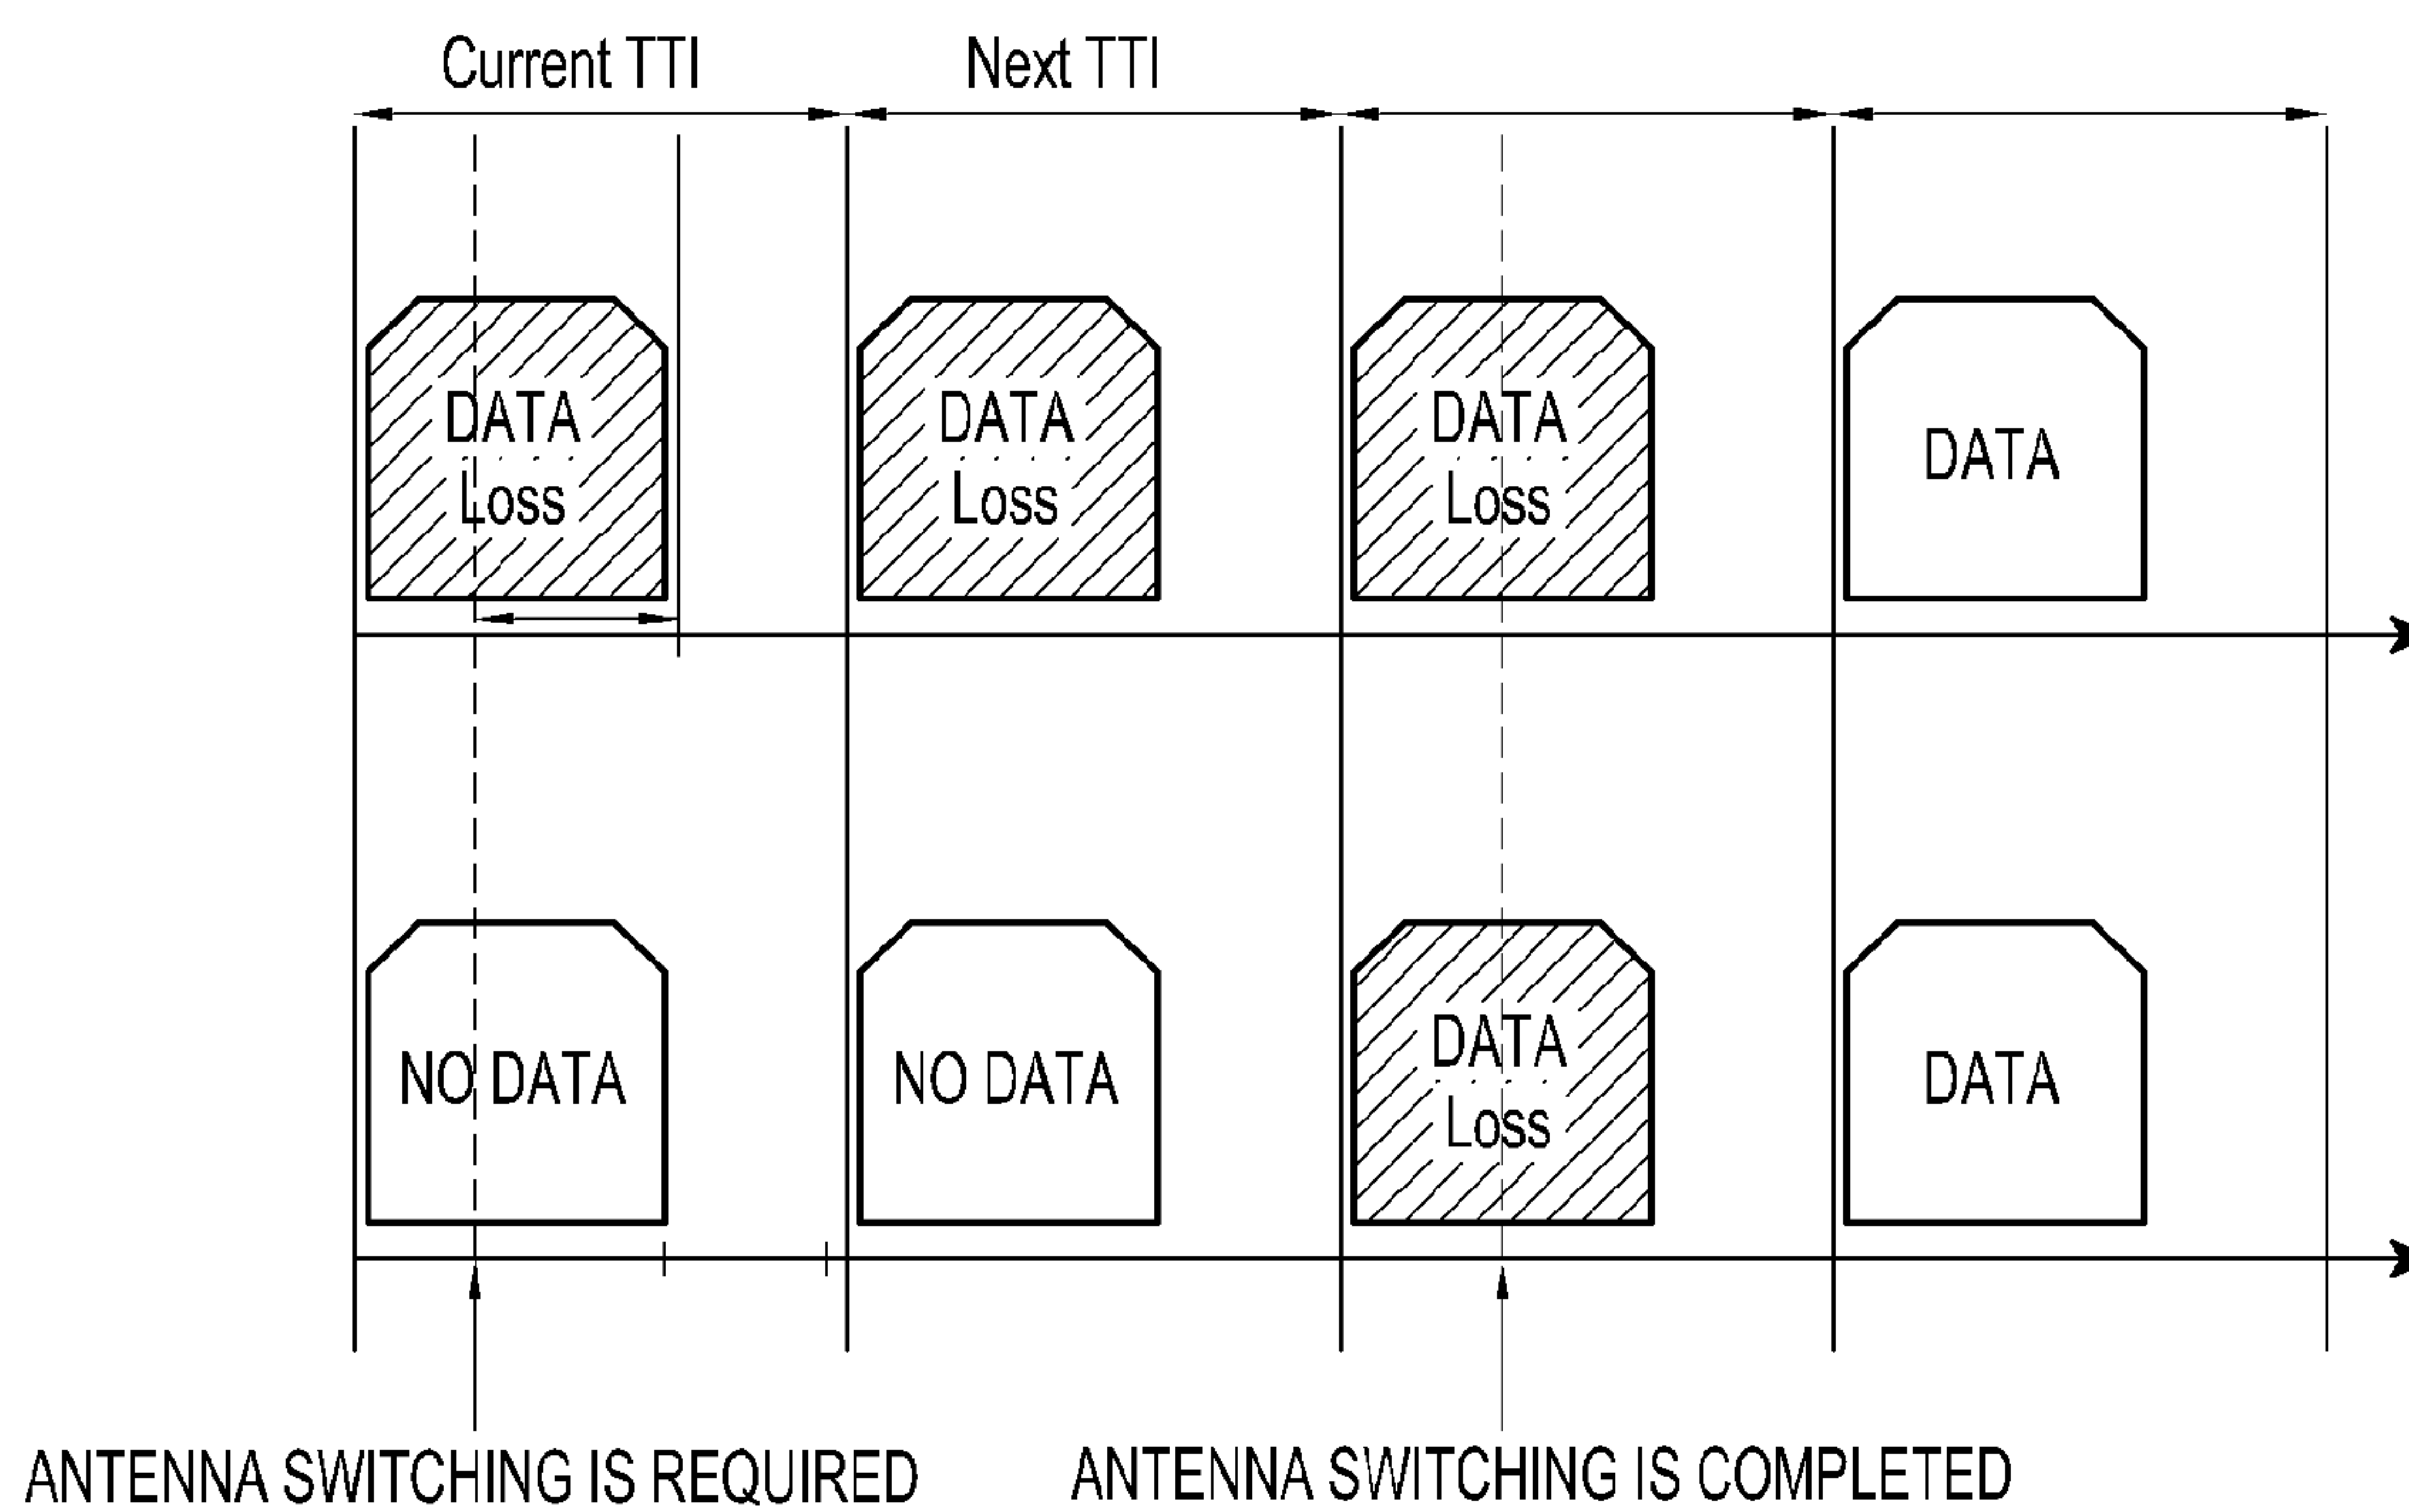 Current TTI
Next TTI
DATA
Loss
DATA
Loss
DATA
Loss
DATA
NO DATA
NO DATA
DATA
Loss
DATA
ANTENNA SWITCHING IS REQUIRED
ANTENNA SWITCHING IS COMPLETED